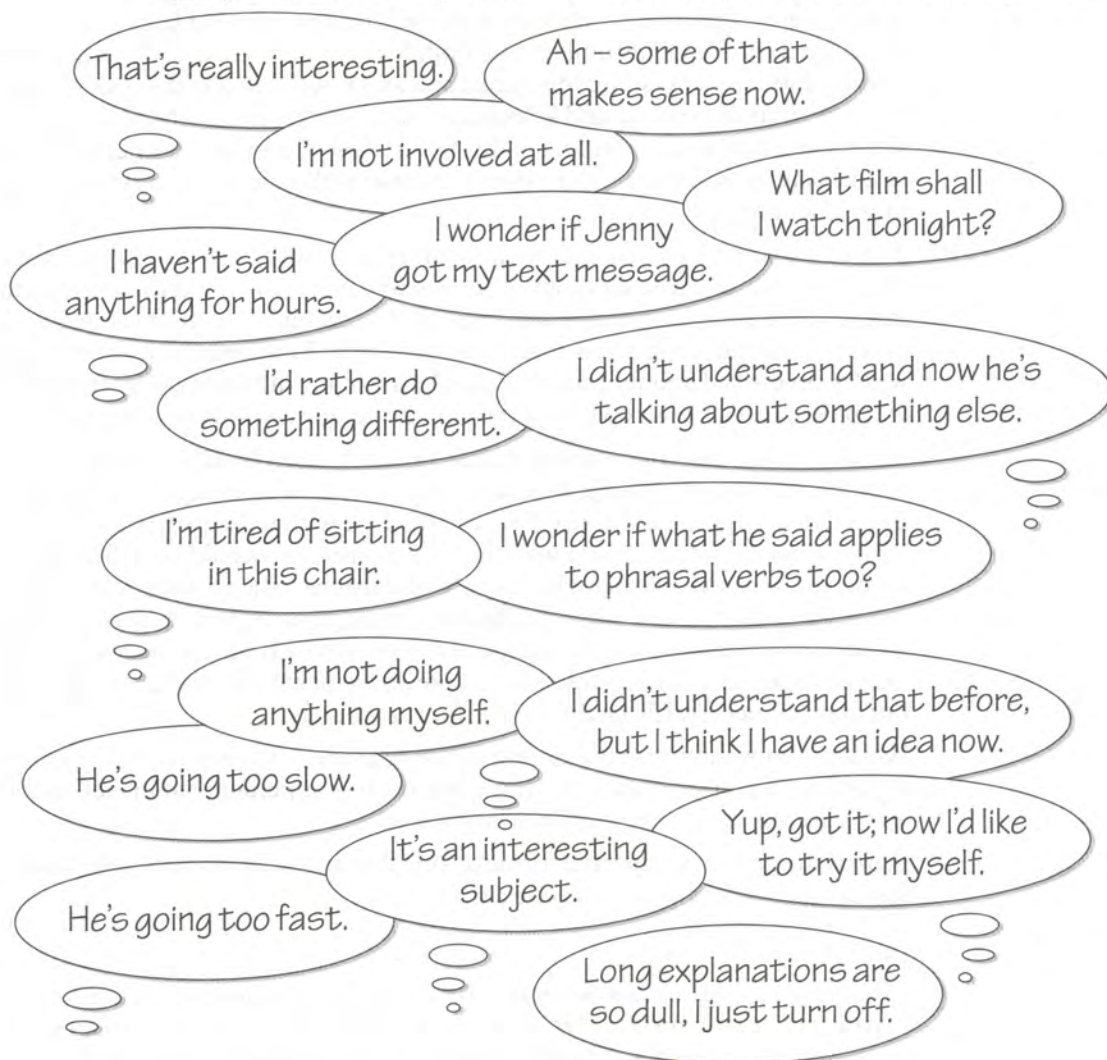 That's really interesting.
Ah – some of that
makes sense now.
I'm not involved at all.
What film shall
I watch tonight?
I wonder if Jenny
got my text message.
I haven't said
anything for hours.
I'd rather do
something different.
I didn't understand and now he's
talking about something else.
I'm tired of sitting
in this chair.
I wonder if what he said applies
to phrasal verbs too?
I'm not doing
anything myself.
I didn't understand that before,
but I think I have an idea now.
He's going too slow.
Yup, got it; now I'd like
to try it myself.
It's an interesting
subject.
He's going too fast.
Long explanations are
so dull, I just turn off.